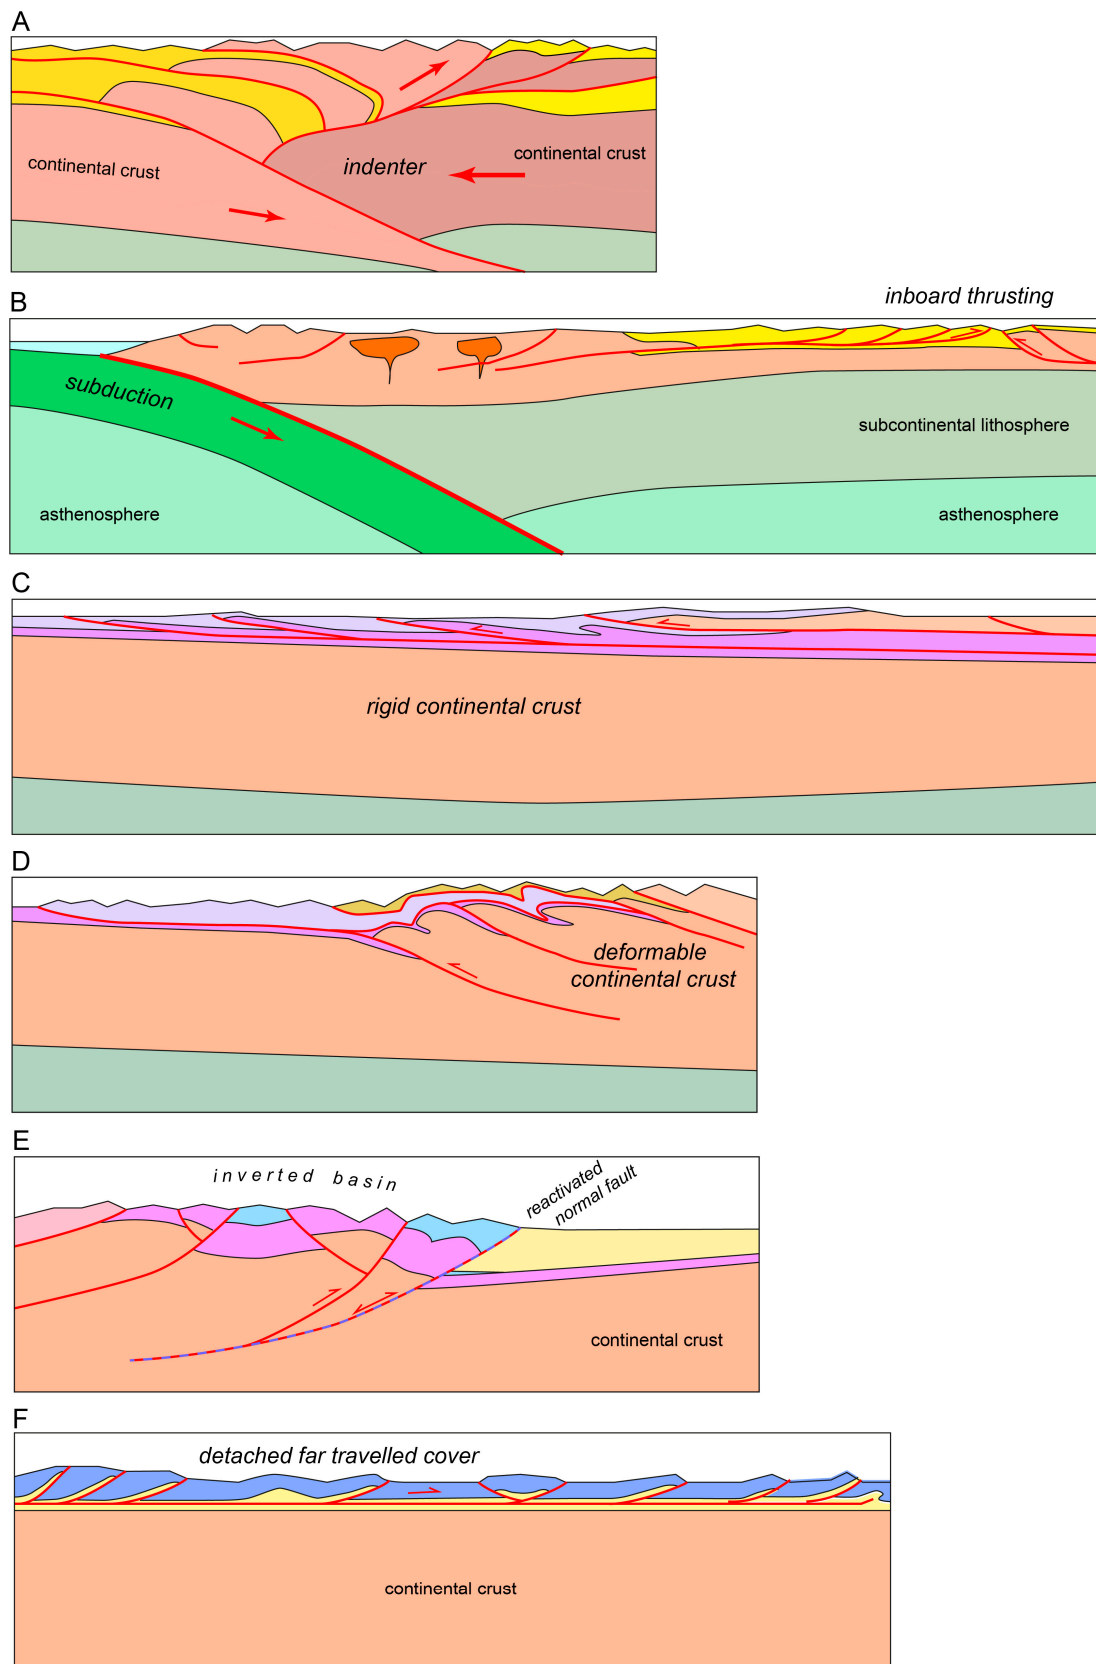 A
continental crust
indenter
continental crust
B
inboard thrusting
subduction
subcontinental lithosphere
asthenosphere
asthenosphere
C
rigid continental crust
D
deformable
continental crust
E
inverted basin
reactivated
normal fault
continental crust
F
detached far travelled cover
continental crust